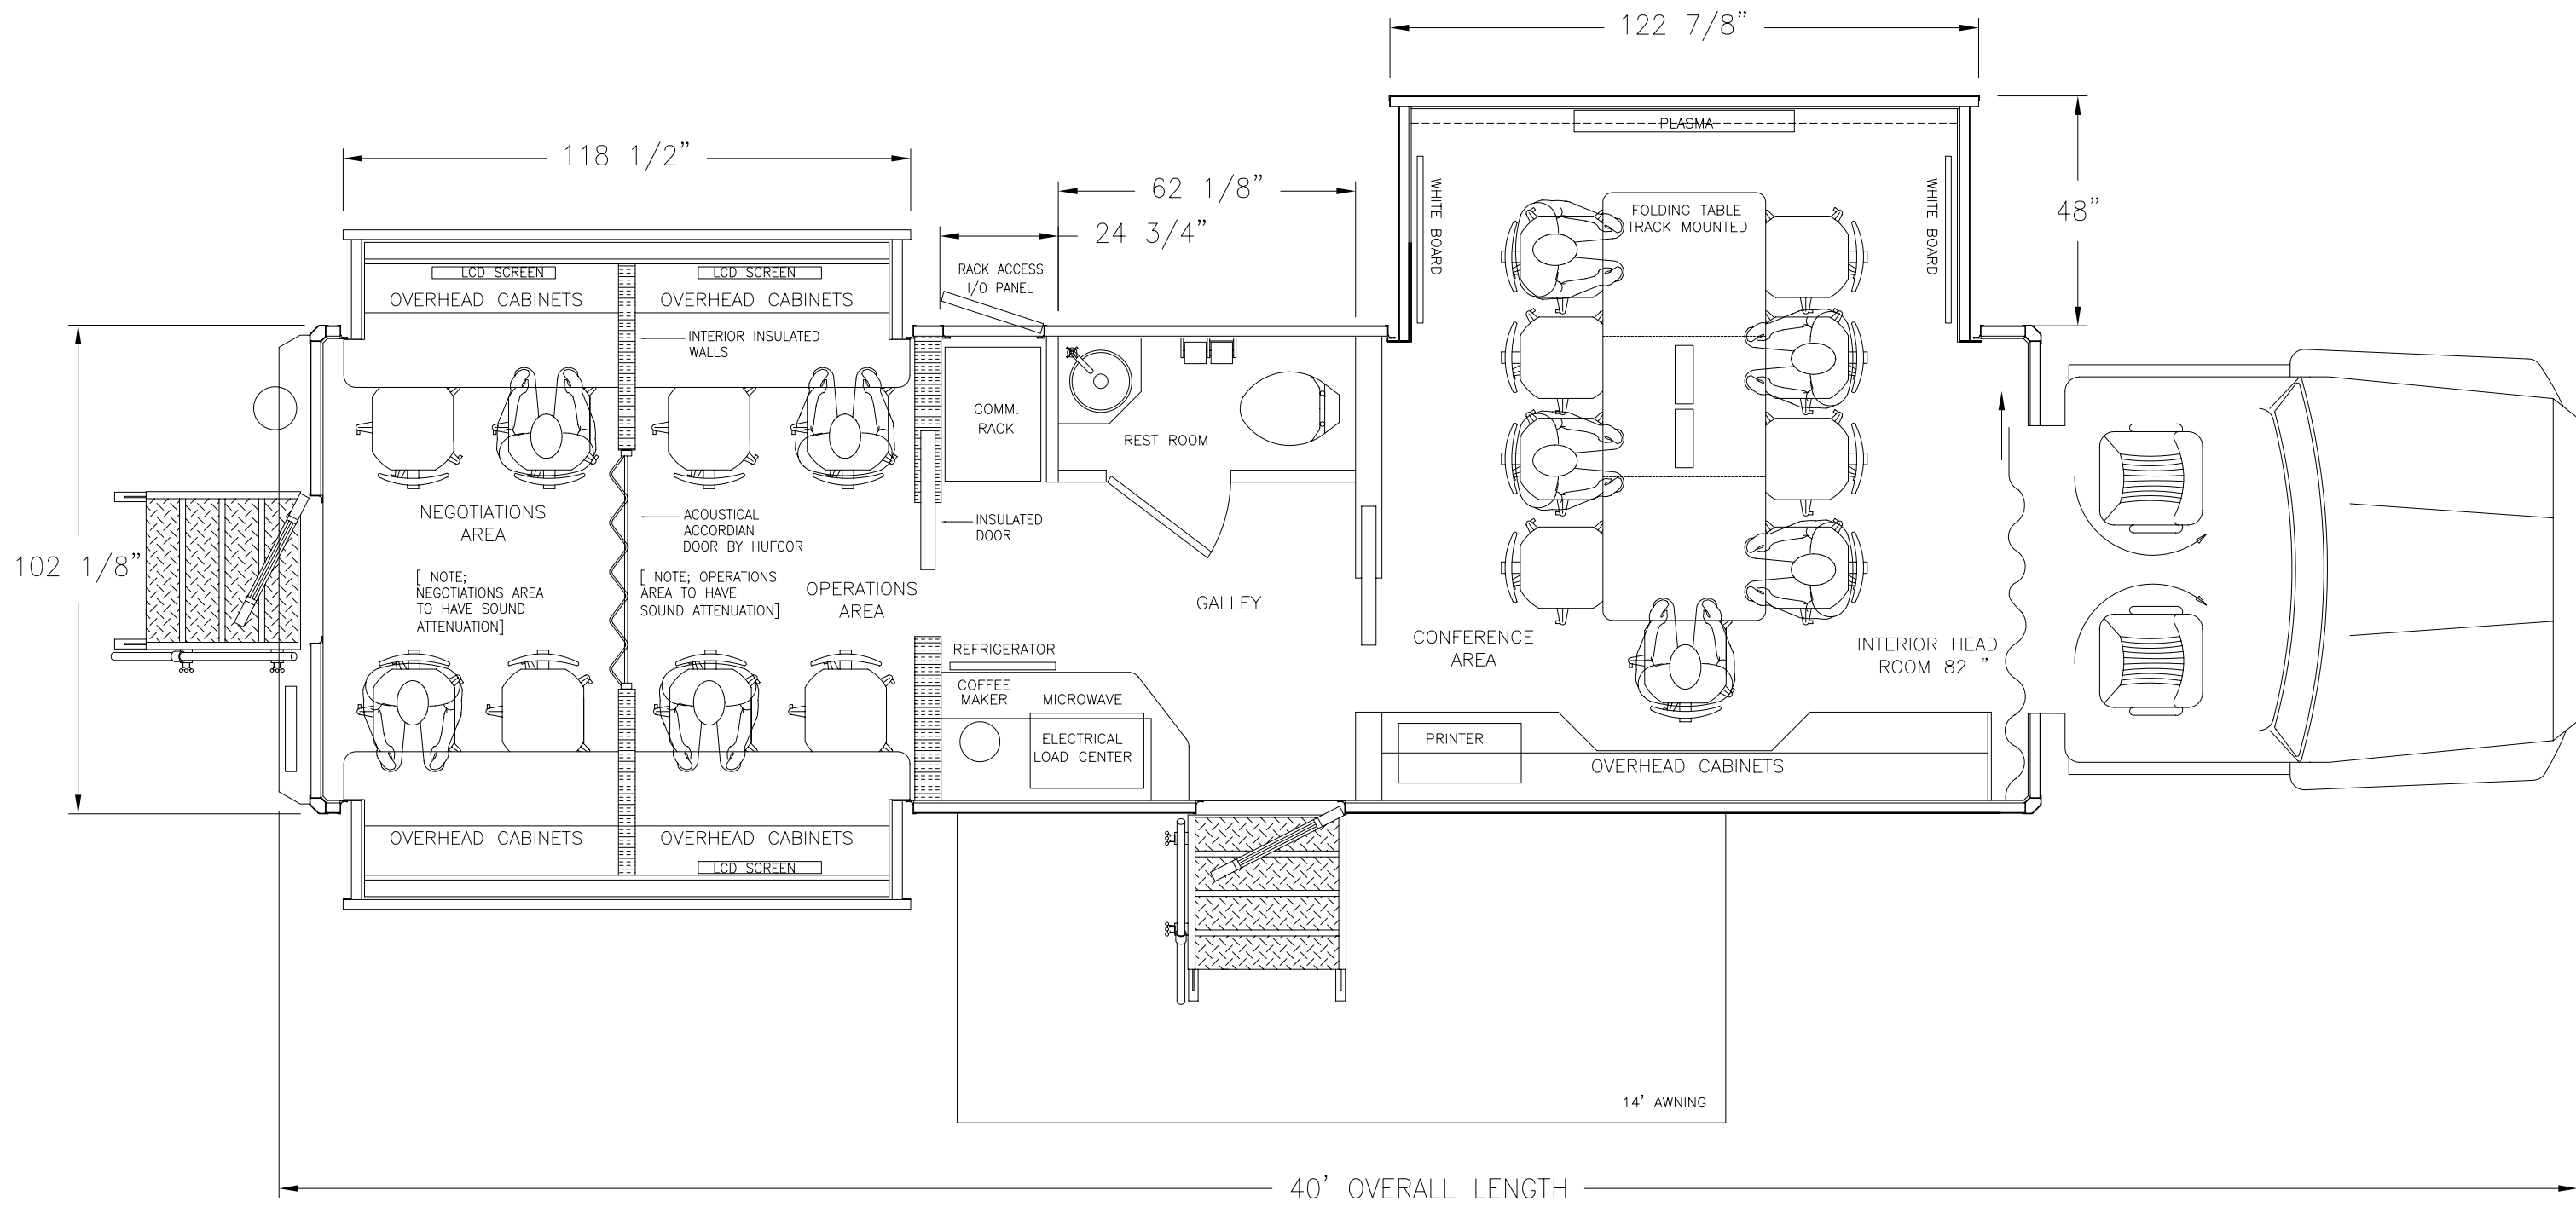 122 7/8”
118 1/2”
62 1/8”
24 3/4”
48”
102 1/8”
PLASMA
WHITE BOARD
WHITE BOARD
FOLDING TABLE
TRACK MOUNTED
RACK ACCESS
I/O PANEL
LCD SCREEN
LCD SCREEN
OVERHEAD CABINETS
OVERHEAD CABINETS
INTERIOR INSULATED
WALLS
COMM.
RACK
REST ROOM
NEGOTIATIONS
AREA
ACOUSTICAL
ACCORDIAN
DOOR BY HUFCOR
INSULATED
DOOR
[ NOTE;
NEGOTIATIONS AREA
TO HAVE SOUND
ATTENUATION]
[ NOTE; OPERATIONS
AREA TO HAVE
SOUND ATTENUATION]
OPERATIONS
AREA
GALLEY
CONFERENCE
AREA
INTERIOR HEAD
ROOM 82 ”
REFRIGERATOR
COFFEE
MAKER
MICROWAVE
ELECTRICAL
LOAD CENTER
PRINTER
OVERHEAD CABINETS
OVERHEAD CABINETS
OVERHEAD CABINETS
LCD SCREEN
14’ AWNING
40’ OVERALL LENGTH